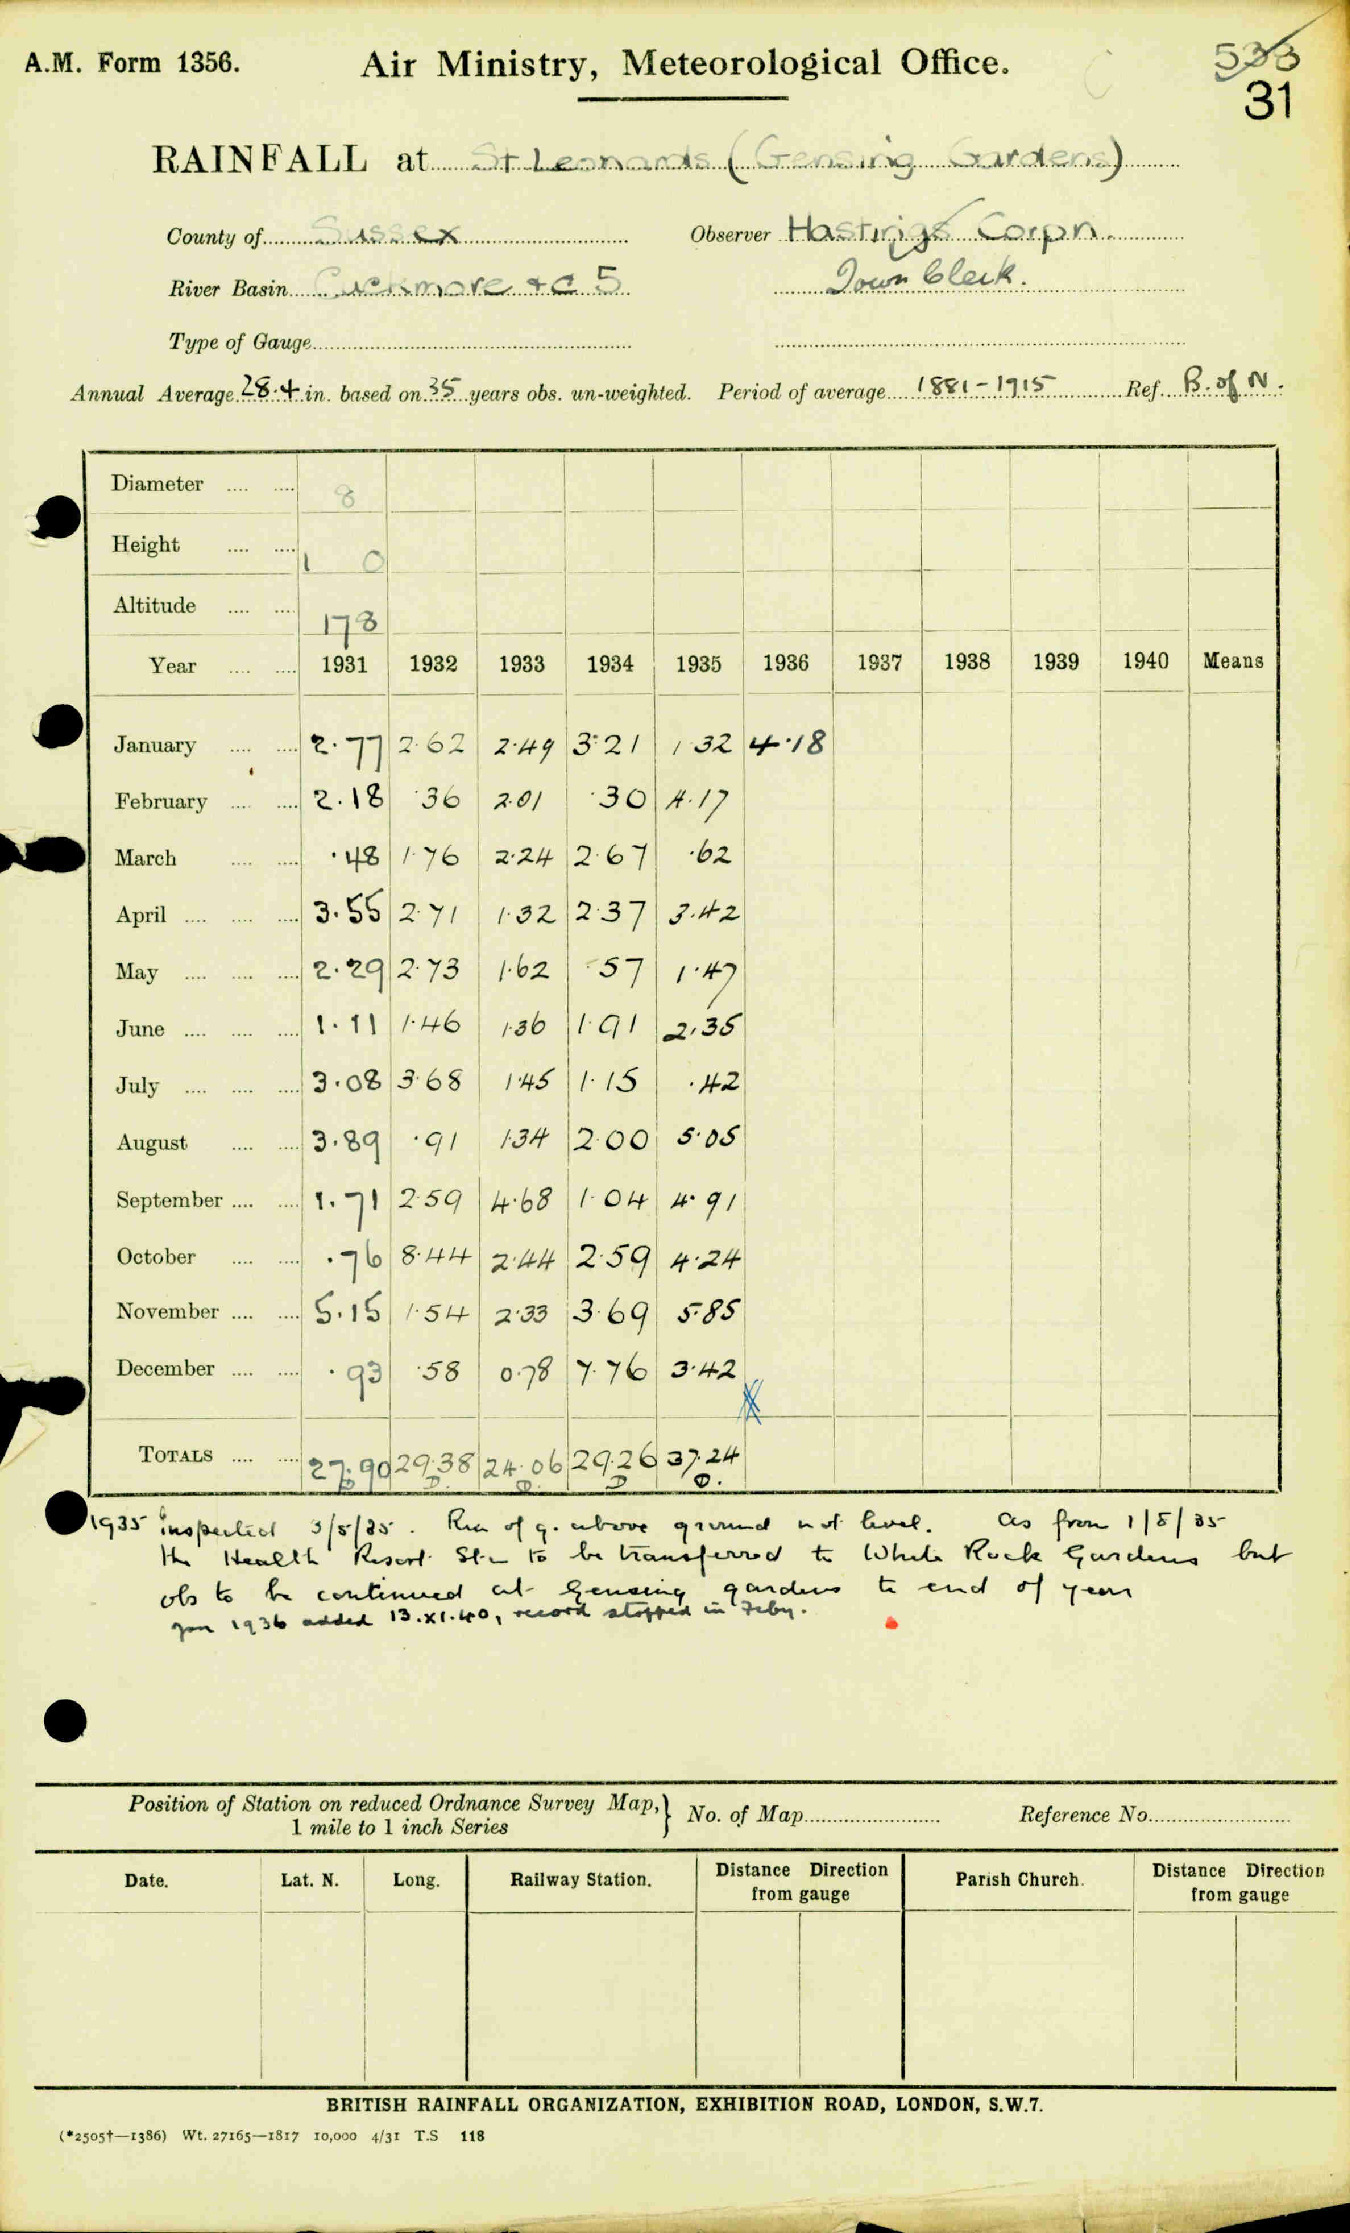 A.M. Form 1356. Air Ministry, Meteorological Office. 533
31
RAINFALL at St Leonards (Gensing Gardens)
County of Sussex Observer Hastings Corpn.
River Basin Cuckmore &c 5 Town Clerk.
Type of Gauge
Annual Average 28.4 in. based on 35 years obs. un-weighted. Period of average 1881-1915 Ref. B. of N.
Diameter 8
Height 1 0
Altitude 178
Year 1931 1932 1933 1934 1935 1936 1937 1938 1939 1940 Means
January 2.77 2.62 2.49 3.21 1.32 4.18
February 2.18 .36 2.01 .30 4.17
March .48 1.76 2.24 2.67 .62
April 3.55 2.71 1.32 2.37 3.42
May 2.29 2.73 1.62 .57 1.47
June 1.11 1.46 1.36 1.91 2.35
July 3.08 3.68 1.45 1.15 .42
August 3.89 .91 1.34 2.00 5.05
September 1.71 2.59 4.68 1.04 4.91
October .76 8.44 2.44 2.59 4.24
November 5.15 1.54 2.33 3.69 5.85
December .93 .58 0.78 7.76 3.42
TOTALS 27.90 29.38 24.06 29.26 37.24
D D. D. D D.
1935 inspected 3/5/35. Rim of g. above ground not level. As from 1/5/35
the Health Resort Stn to be transferred to White Rock Gardens but
obs to be continued at Gensing gardens to end of year
Jan 1936 added 13.XI.40, record stopped in Feby.
Position of Station on reduced Ordnance Survey Map,} No. of Map Reference No.
1 mile to 1 inch Series
Date. Lat. N. Long. Railway Station. Distance Direction from gauge Parish Church. Distance Direction from gauge
BRITISH RAINFALL ORGANIZATION, EXHIBITION ROAD, LONDON, S.W.7.
(*2505†—1386) Wt. 27165—1817 10,000 4/31 T.S 118